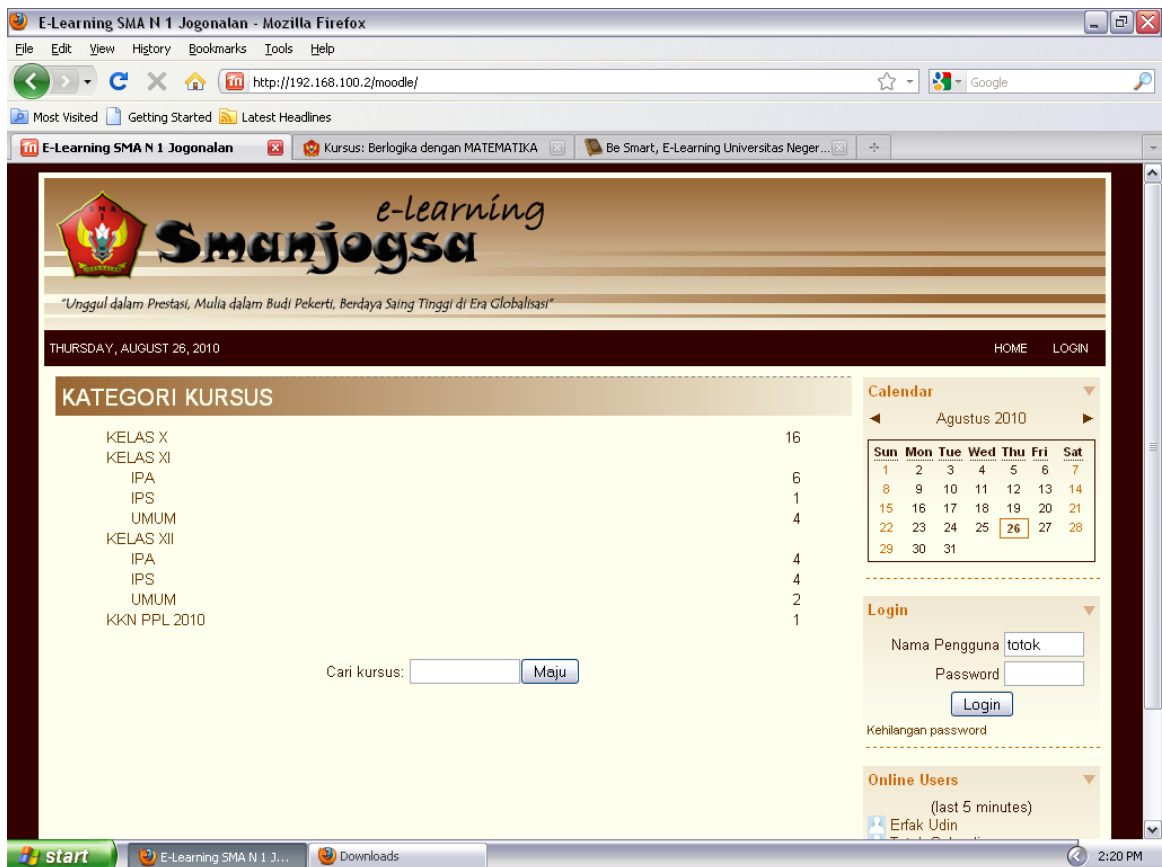 E-Learning SMA N 1 Jogonalan - Mozilla Firefox
File Edit View History Bookmarks Tools Help
http://192.168.100.2/moodle/ Google
Most Visited Getting Started Latest Headlines
E-Learning SMA N 1 Jogonalan Kursus: Berlogika dengan MATEMATIKA Be Smart, E-Learning Universitas Neger...
e-learning
Smanjogsa
"Unggul dalam Prestasi, Mulia dalam Budi Pekerti, Berdaya Saing Tinggi di Era Globalisasi"
THURSDAY, AUGUST 26, 2010 HOME LOGIN
KATEGORI KURSUS
KELAS X 16
KELAS XI
IPA 6
IPS 1
UMUM 4
KELAS XII
IPA 4
IPS 4
UMUM 2
KKN PPL 2010 1
Cari kursus: Maju
Calendar
Agustus 2010
Sun Mon Tue Wed Thu Fri Sat
1 2 3 4 5 6 7
8 9 10 11 12 13 14
15 16 17 18 19 20 21
22 23 24 25 26 27 28
29 30 31
Login
Nama Pengguna totok
Password
Login
Kehilangan password
Online Users
(last 5 minutes)
Erfak Udin
start E-Learning SMA N 1 J... Downloads 2:20 PM